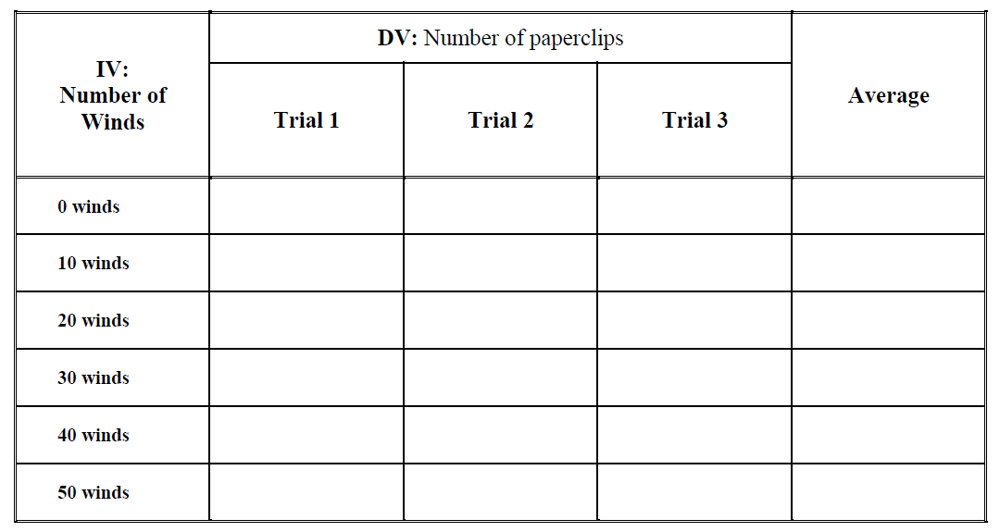 DV: Number of paperclips
IV:
Number of
Winds
Trial 1
Trial 2
Trial 3
Average
0 winds
10 winds
20 winds
30 winds
40 winds
50 winds